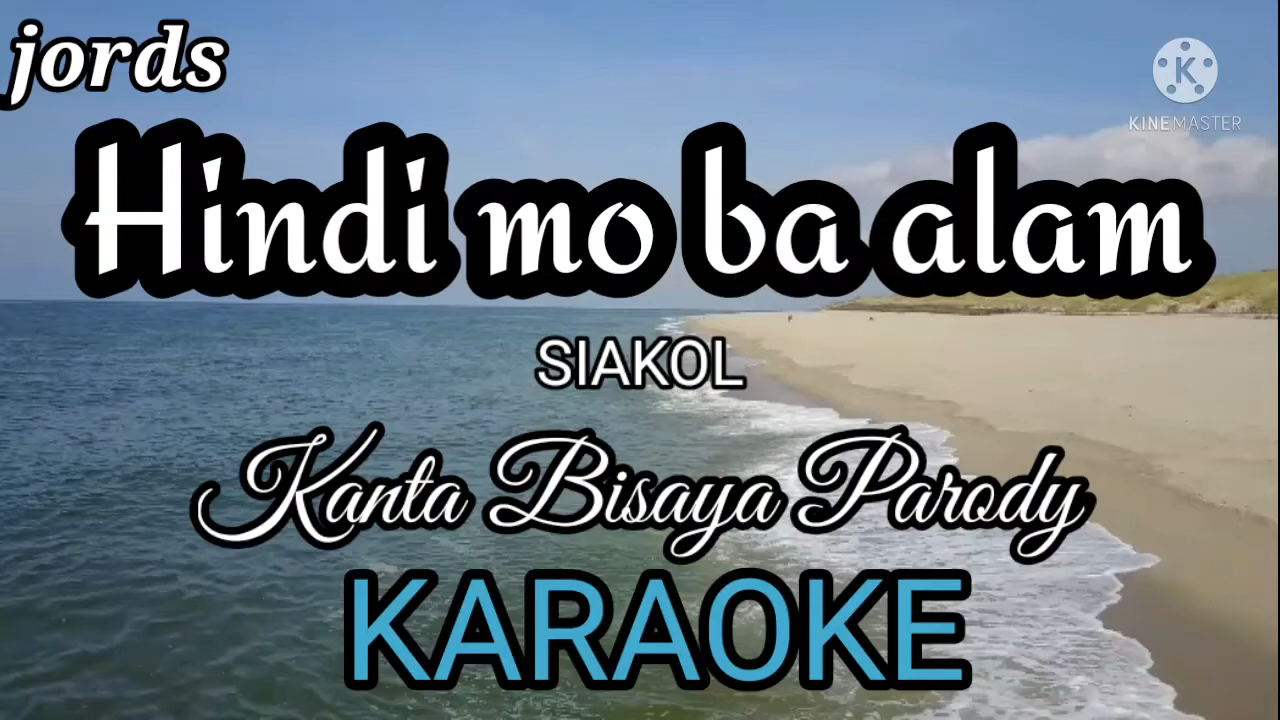 jords
KINEMASTER
Hindi mo ba alam
SIAKOL
Kanta Bisaya Parody
KARAOKE